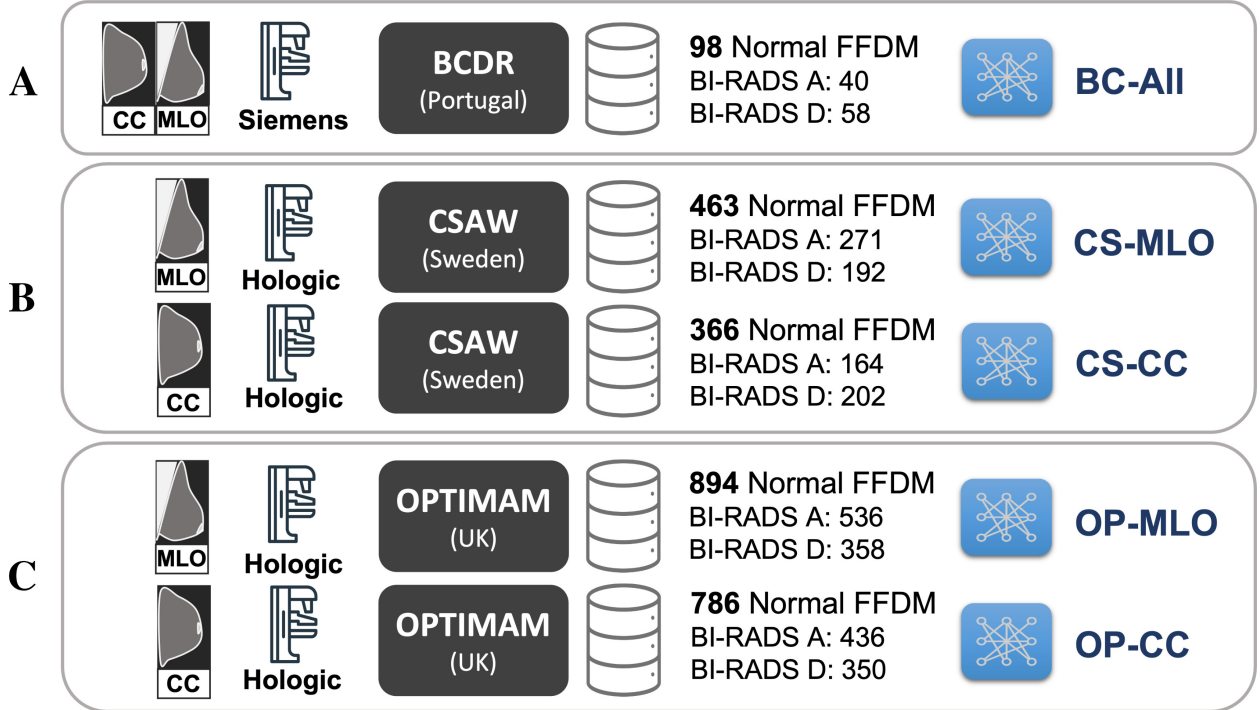 A
CC MLO
Siemens
BCDR
(Portugal)
98 Normal FFDM
BI-RADS A: 40
BI-RADS D: 58
BC-All
B
MLO
Hologic
CSAW
(Sweden)
463 Normal FFDM
BI-RADS A: 271
BI-RADS D: 192
CS-MLO
CC
Hologic
CSAW
(Sweden)
366 Normal FFDM
BI-RADS A: 164
BI-RADS D: 202
CS-CC
C
MLO
Hologic
OPTIMAM
(UK)
894 Normal FFDM
BI-RADS A: 536
BI-RADS D: 358
OP-MLO
CC
Hologic
OPTIMAM
(UK)
786 Normal FFDM
BI-RADS A: 436
BI-RADS D: 350
OP-CC